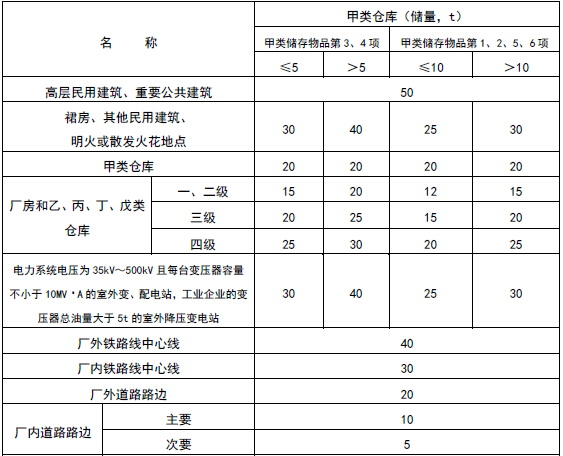 名 称
甲类仓库（储量，t）
甲类储存物品第 3、4 项
甲类储存物品第 1、2、5、6 项
≤5
＞5
≤10
＞10
高层民用建筑、重要公共建筑
50
裙房、其他民用建筑、
明火或散发火花地点
30
40
25
30
甲类仓库
20
20
20
20
厂房和乙、丙、丁、戊类
仓库
一、二级
15
20
12
15
三级
20
25
15
20
四级
25
30
20
25
电力系统电压为 35kV～500kV 且每台变压器容量
不小于 10MV·A 的室外变、配电站，工业企业的变
压器总油量大于 5t 的室外降压变电站
30
40
25
30
厂外铁路线中心线
40
厂内铁路线中心线
30
厂外道路路边
20
厂内道路路边
主要
10
次要
5